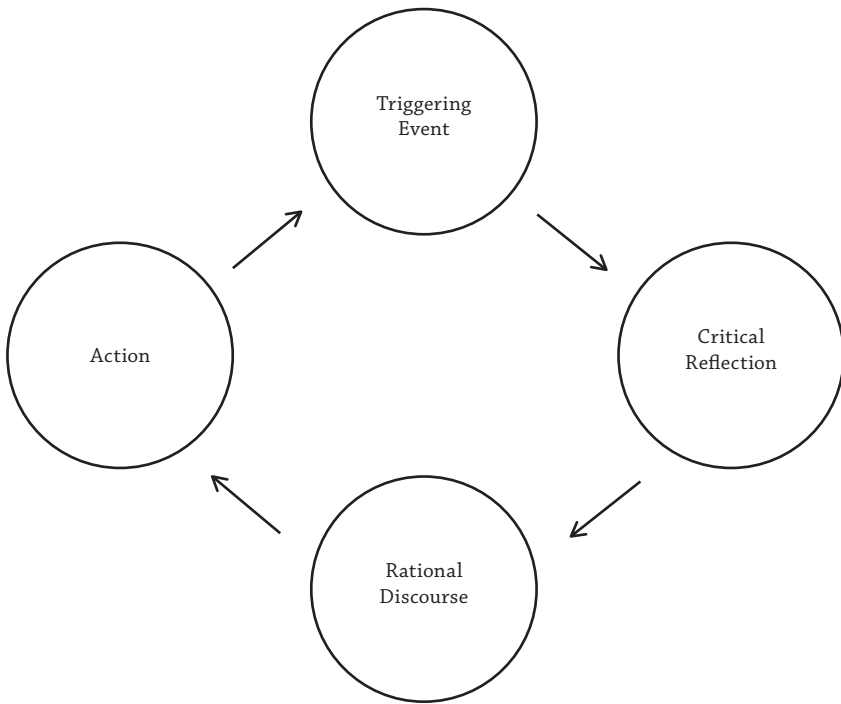 Triggering
Event
Critical
Reflection
Rational
Discourse
Action